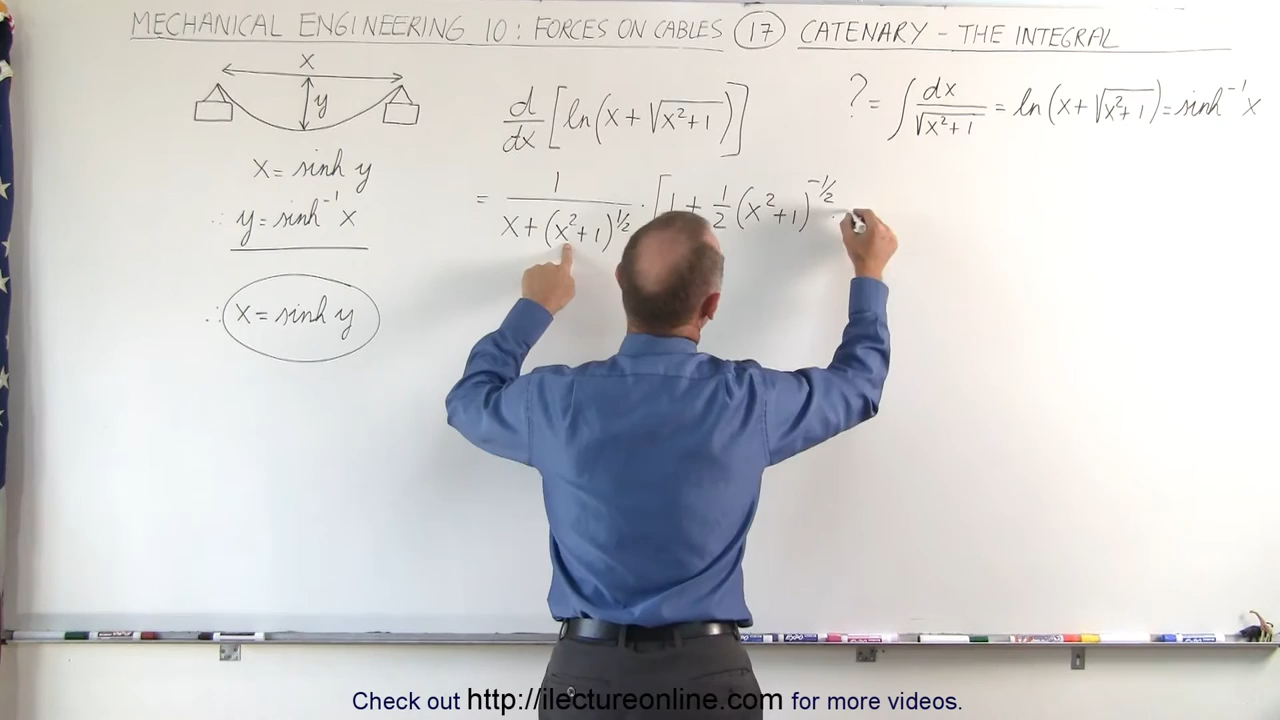 MECHANICAL ENGINEERING 10: FORCES ON CABLES 17 CATENARY - THE INTEGRAL
X
y
X = sinh y
∴ y = sinh⁻¹ x
∴ X = sinh y
d/dx [ln(x + √(x²+1))]
= 1/(x + (x²+1)^½) · [1 + ½(x²+1)^-½ ·
? = ∫ dx/√(x²+1) = ln(x + √(x²+1)) = sinh⁻¹ x
EXPO
Check out http://ilectureonline.com for more videos.